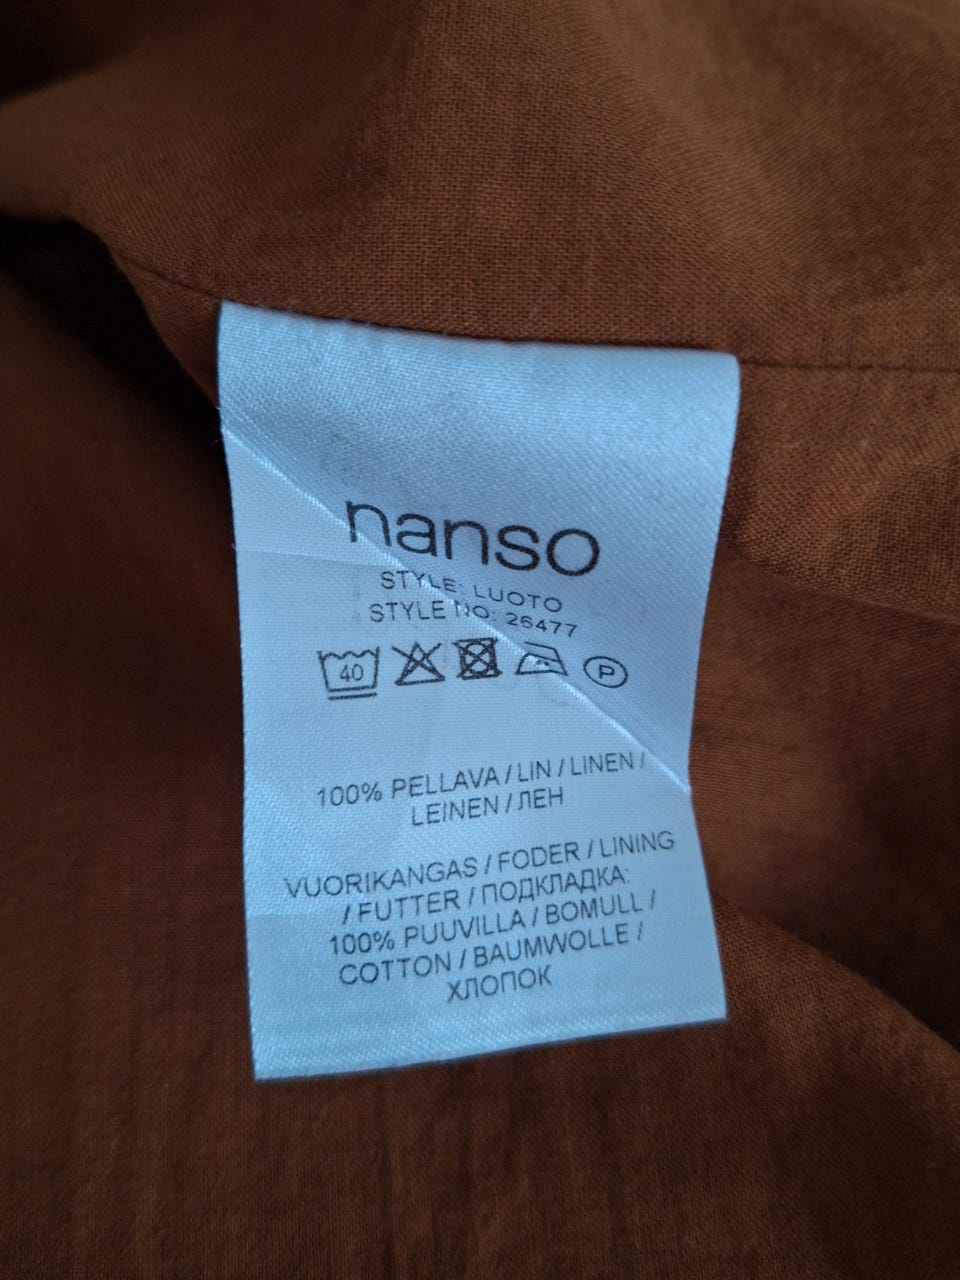 nanso
STYLE: LUOTO
STYLE NO: 26477
40 P
100% PELLAVA / LIN / LINEN /
LEINEN / ЛЕН
VUORIKANGAS / FODER / LINING
/ FUTTER / ПОДКЛАДКА:
100% PUUVILLA / BOMULL /
COTTON / BAUMWOLLE /
ХЛОПОК